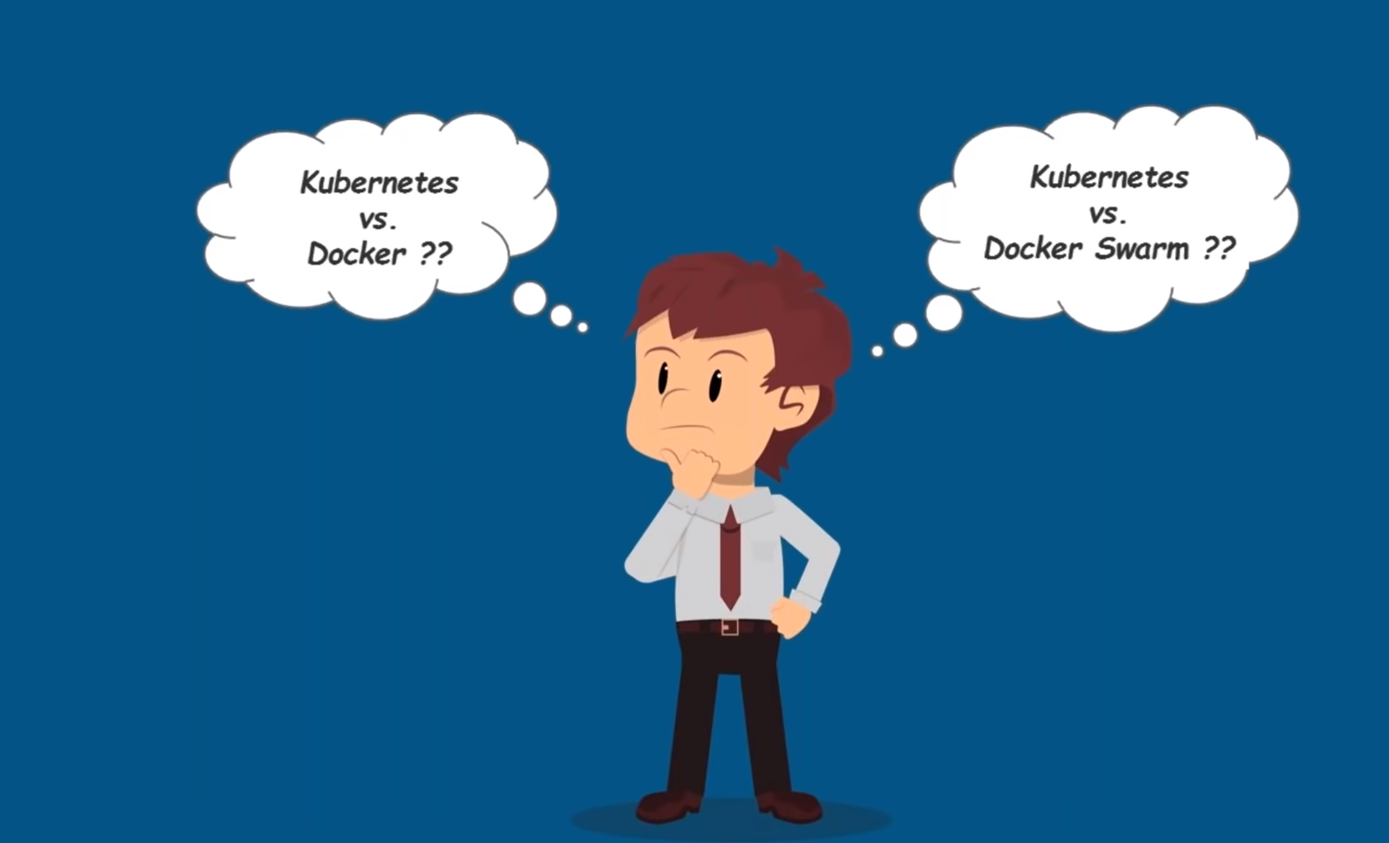 Kubernetes
vs.
Docker ??
Kubernetes
vs.
Docker Swarm ??